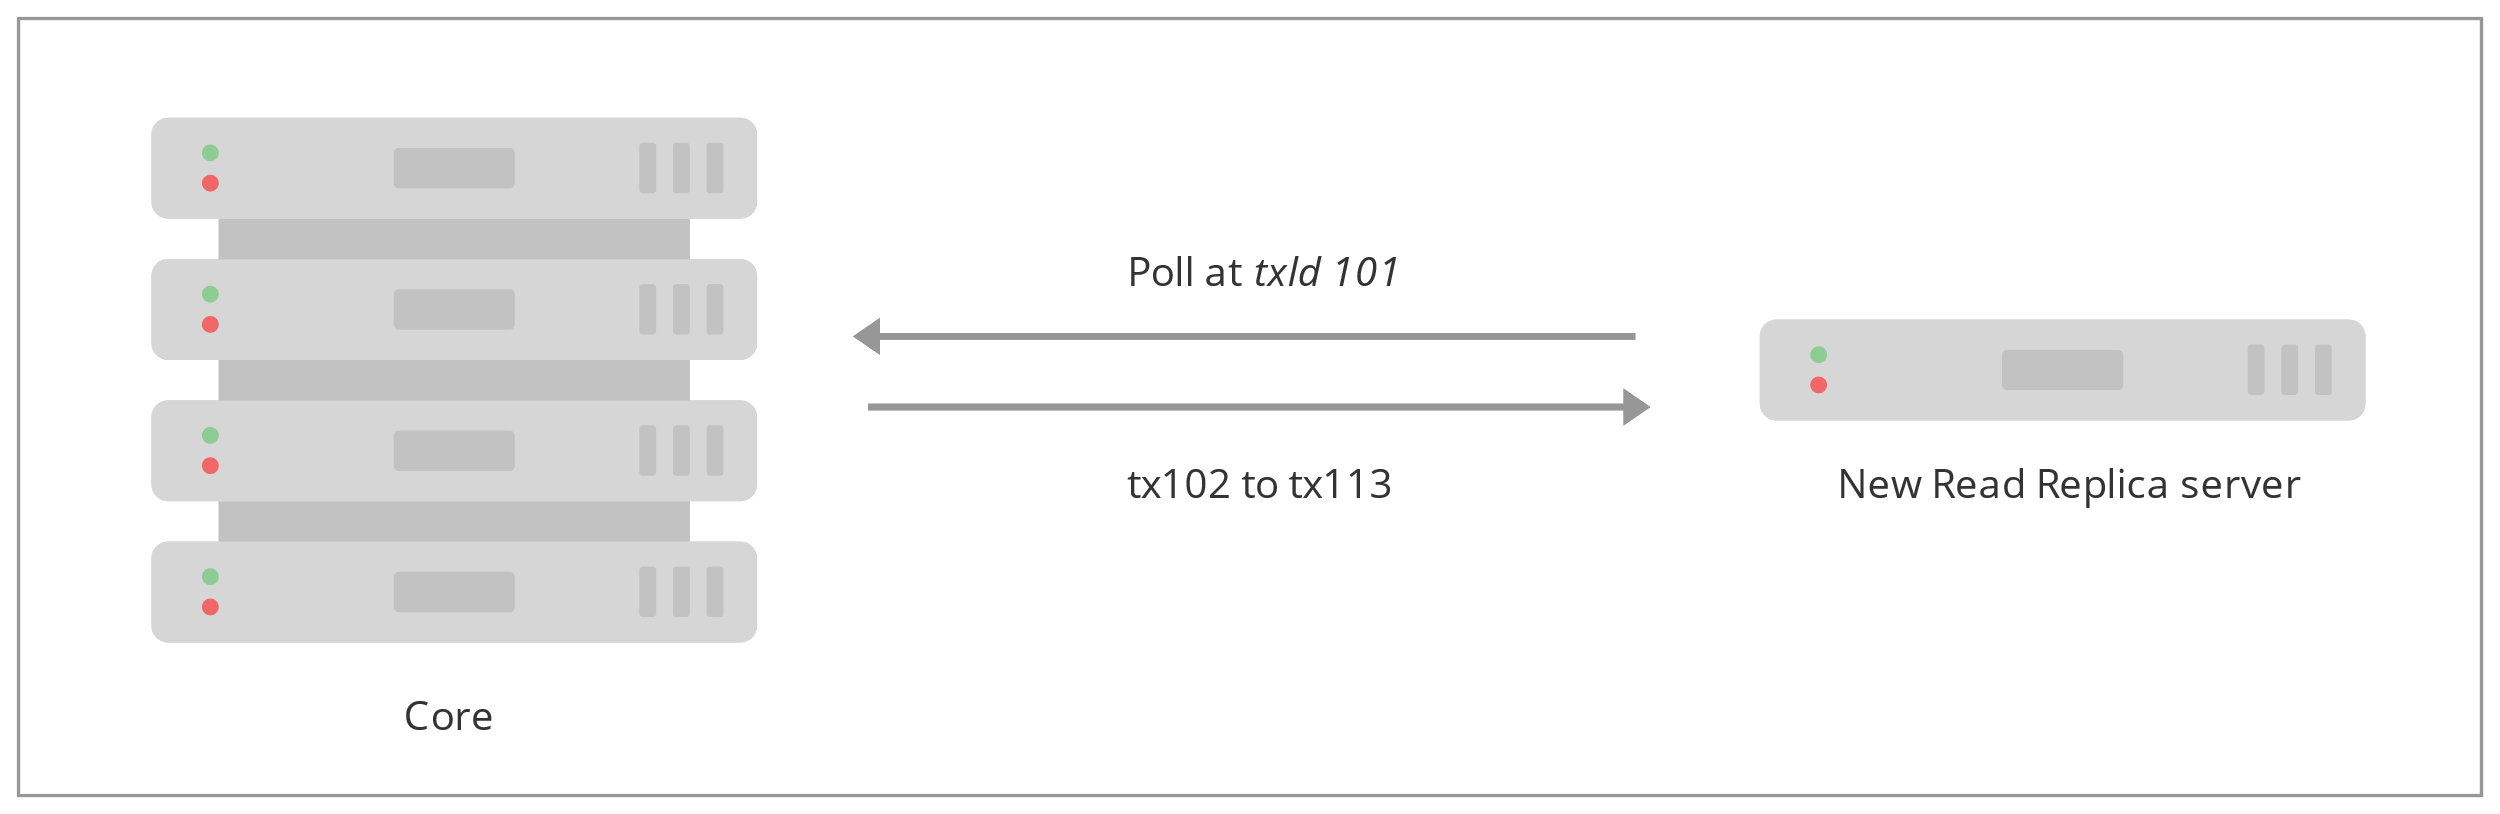 Poll at txId 101
tx102 to tx113
New Read Replica server
Core